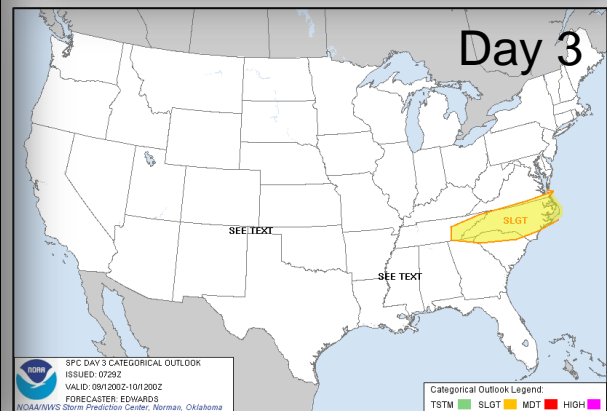 Day 3
SLGT
SEE TEXT
SEE TEXT
NOAA
SPC DAY 3 CATEGORICAL OUTLOOK
ISSUED: 0729Z
VALID: 09/1200Z-10/1200Z
FORECASTER: EDWARDS
NOAA/NWS Storm Prediction Center, Norman, Oklahoma
Categorical Outlook Legend:
TSTM SLGT MDT HIGH